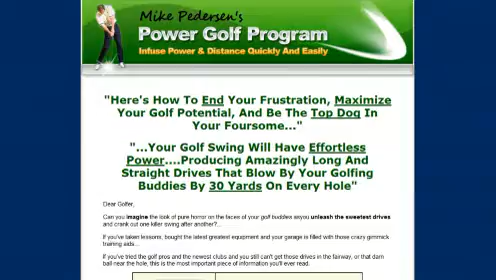 Mike Pedersen's
Power Golf Program
Infuse Power & Distance Quickly And Easily
"Here's How To End Your Frustration, Maximize
Your Golf Potential, And Be The Top Dog In
Your Foursome..."
"...Your Golf Swing Will Have Effortless
Power....Producing Amazingly Long And
Straight Drives That Blow By Your Golfing
Buddies By 30 Yards On Every Hole"
Dear Golfer,
Can you imagine the look of pure horror on the faces of your golf buddies asyou unleash the sweetest drives
and crank out one killer swing after another?...
If you've taken lessons, bought the latest greatest equipment and your garage is filled with those crazy gimmick
training aids...
If you've tried the golf pros and the newest clubs and you still can't get those drives in the fairway, or that darn
ball near the hole, this is the most important piece of information you'll ever read.